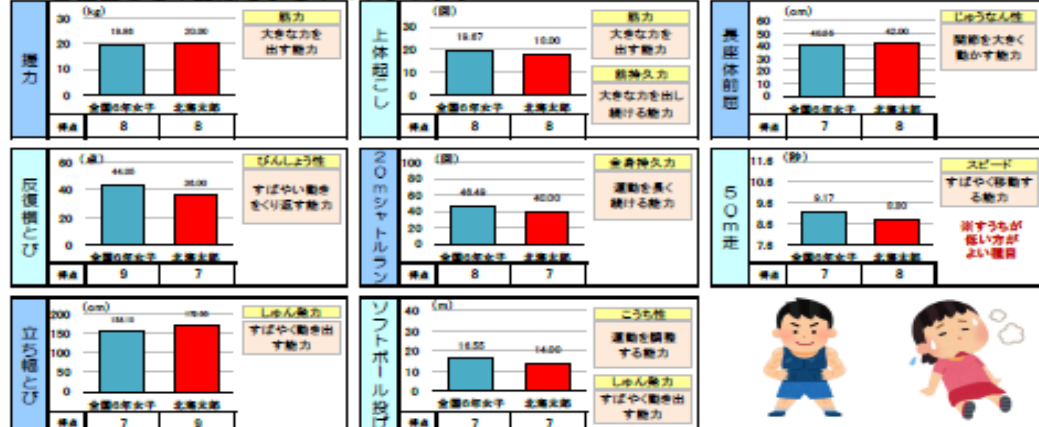 握力
(kg)
30
20
10
0
20.00
全国6年女子 北海太郎
得点 8 8
筋力
大きな力を
出す能力
上体起こし
(回)
30
20
10
0
19.67
全国6年女子 北海太郎
得点 8 8
筋力
大きな力を
出す能力
筋持久力
大きな力を出し
続ける能力
長座体前屈
(cm)
60
50
40
30
20
10
0
42.00
全国6年女子 北海太郎
得点 7 8
じゅうなん性
関節を大きく
動かす能力
反復横とび
(点)
60
40
20
0
全国6年女子 北海太郎
得点 9 7
びんしょう性
すばやい動き
をくり返す能力
20mシャトルラン
(回)
100
80
60
40
20
0
46.49 40.00
全国6年女子 北海太郎
得点 8 7
全身持久力
運動を長く
続ける能力
50m走
(秒)
11.5
10.5
9.5
8.5
7.5
9.17
全国6年女子 北海太郎
得点 7 8
スピード
すばやく移動す
る能力
※すうちが
低い方が
よい種目
立ち幅とび
(cm)
200
150
100
50
0
全国6年女子 北海太郎
得点 7 9
しゅん発力
すばやく動き出
す能力
ソフトボール投げ
(m)
40
30
20
10
0
16.55 14.00
全国6年女子 北海太郎
得点 7 7
こうち性
運動を調整
する能力
しゅん発力
すばやく動き出
す能力